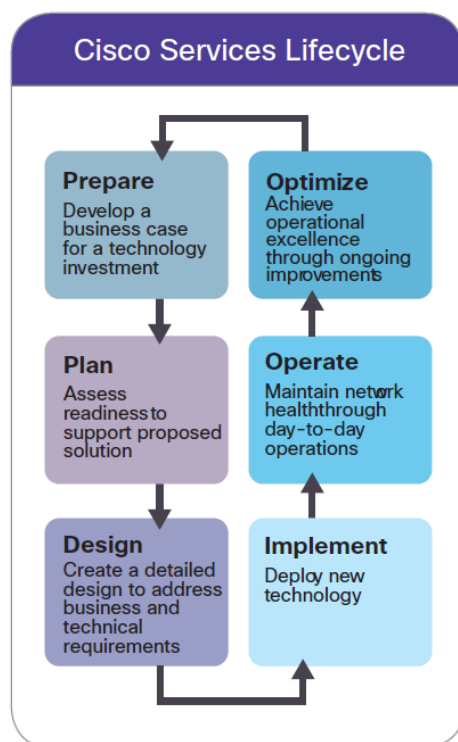 Cisco Services Lifecycle
Prepare
Develop a
business case
for a technology
investment
Plan
Assess
readiness to
support proposed
solution
Design
Create a detailed
design to address
business and
technical
requirements
Implement
Deploy new
technology
Operate
Maintain network
healththrough
day-to-day
operations
Optimize
Achieve
operational
excellence
through ongoing
improvements